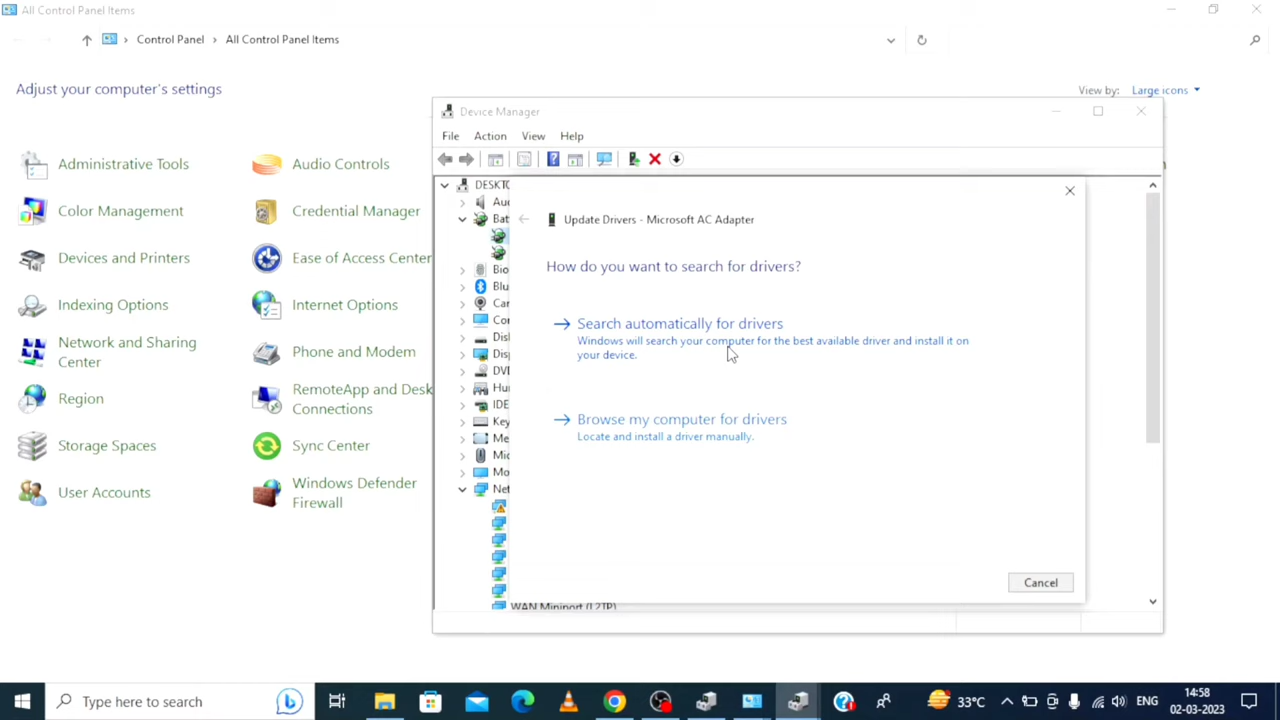 All Control Panel Items
Control Panel
All Control Panel Items
Adjust your computer's settings
View by:
Large icons
Administrative Tools
Audio Controls
Color Management
Credential Manager
Devices and Printers
Ease of Access Center
Indexing Options
Internet Options
Network and Sharing
Center
Phone and Modem
Region
RemoteApp and Desk
Connections
Storage Spaces
Sync Center
User Accounts
Windows Defender
Firewall
Device Manager
File
Action
View
Help
DESKTO
Auc
Bat
Bio
Blu
Car
Cor
Disl
Disp
DVD
Hur
IDE
Key
Me
Mic
Mo
Net
WAN Miniport (L2TP)
Update Drivers - Microsoft AC Adapter
How do you want to search for drivers?
Search automatically for drivers
Windows will search your computer for the best available driver and install it on
your device.
Browse my computer for drivers
Locate and install a driver manually.
Cancel
Type here to search
33°C
ENG
14:58
02-03-2023